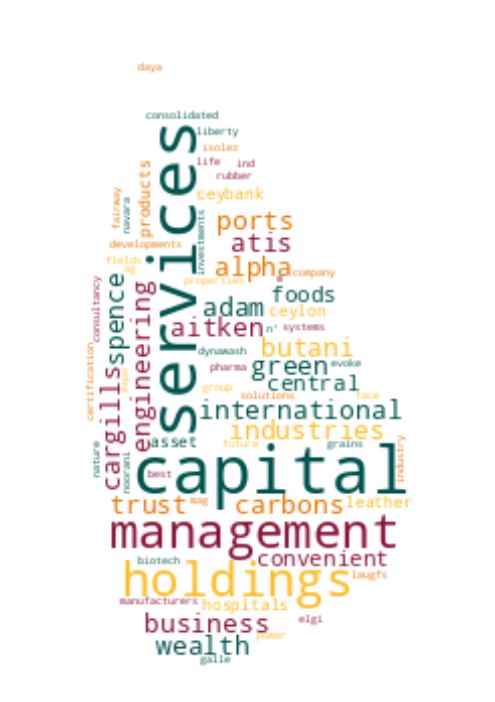 daya
consolidated
liberty
isolez
life
ind
rubber
services
products
ceybank
fairway
navara
investments
ports
developments
atis
fields
ag
alpha
company
properties
spence
engineering
consultancy
adam
foods
ceylon
aitken
n'
systems
dynawash
butani
pharma
green
evoke
central
certification
cargills
group
solutions
face
international
industries
asset
future
grains
industry
nature
noorani
best
capital
trust
mag
carbons
leather
management
biotech
convenient
holdings
laugfs
manufacturers
hospitals
elgi
business
power
wealth
galle